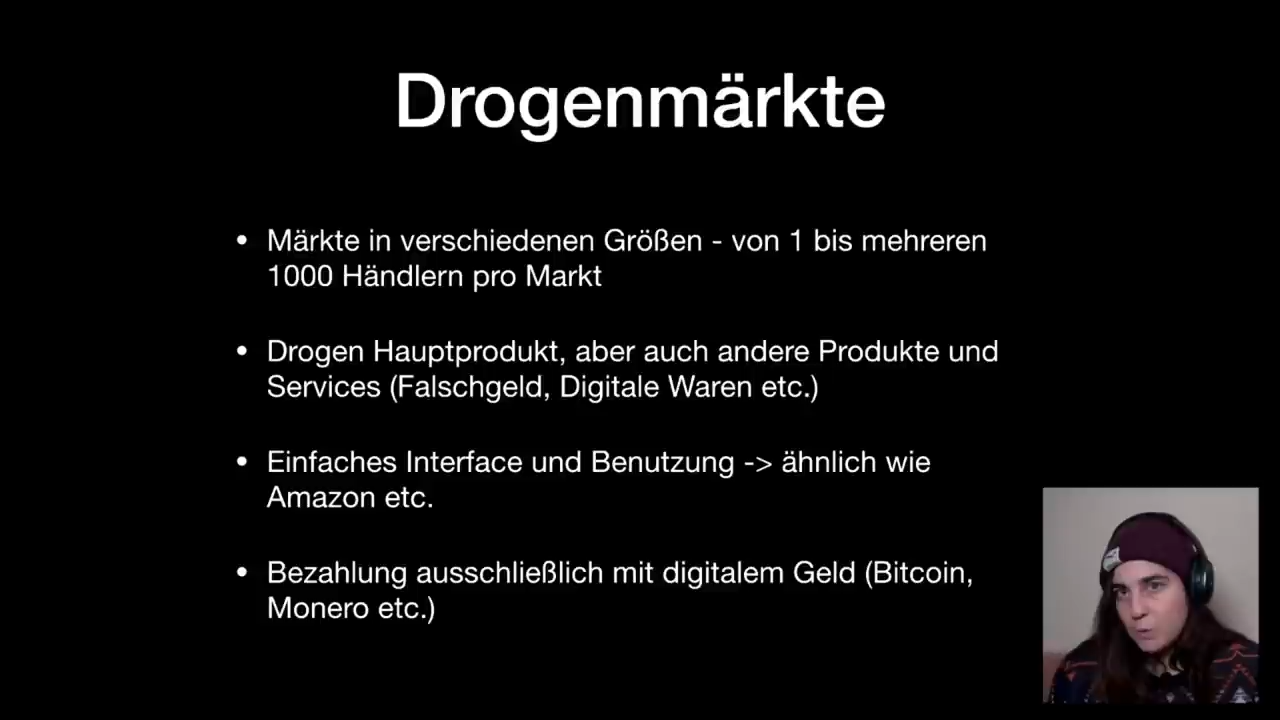 Drogenmärkte
• Märkte in verschiedenen Größen - von 1 bis mehreren
1000 Händlern pro Markt
• Drogen Hauptprodukt, aber auch andere Produkte und
Services (Falschgeld, Digitale Waren etc.)
• Einfaches Interface und Benutzung -> ähnlich wie
Amazon etc.
• Bezahlung ausschließlich mit digitalem Geld (Bitcoin,
Monero etc.)